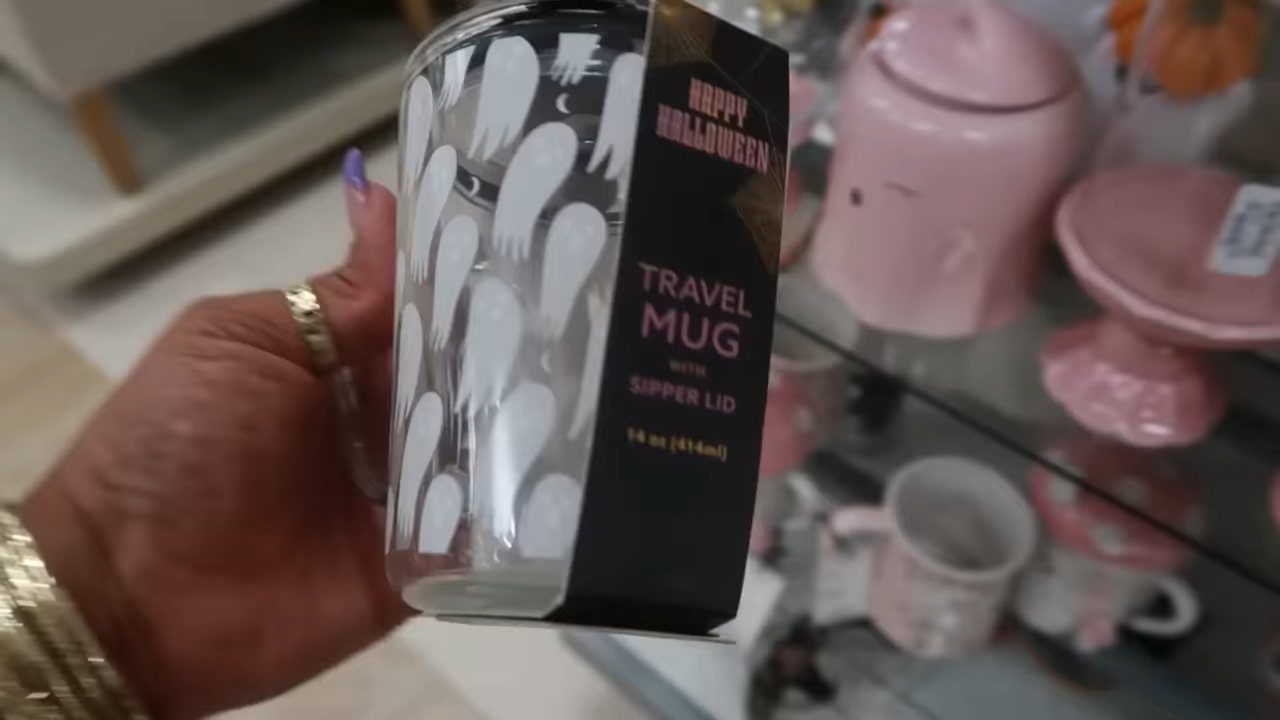 HAPPY
HALLOWEEN
TRAVEL
MUG
WITH
SIPPER LID
14 oz (414ml)